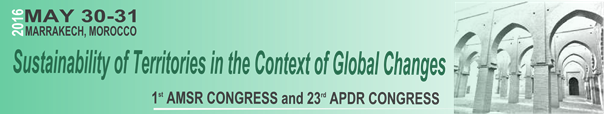 2016 MAY 30-31
MARRAKECH, MOROCCO
Sustainability of Territories in the Context of Global Changes
1st AMSR CONGRESS and 23rd APDR CONGRESS